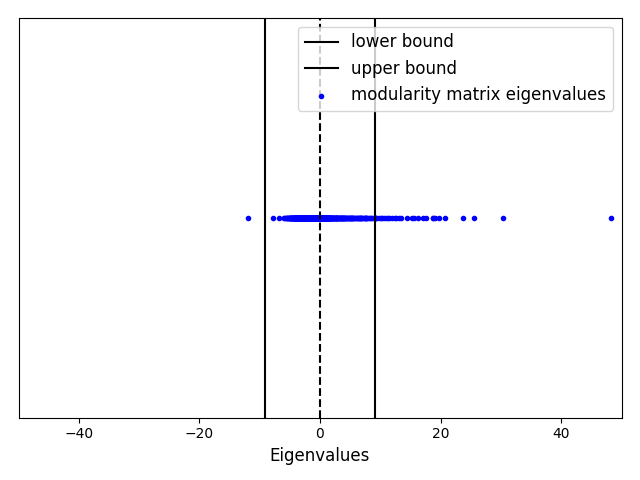 lower bound
upper bound
modularity matrix eigenvalues
−40 −20 0 20 40
Eigenvalues